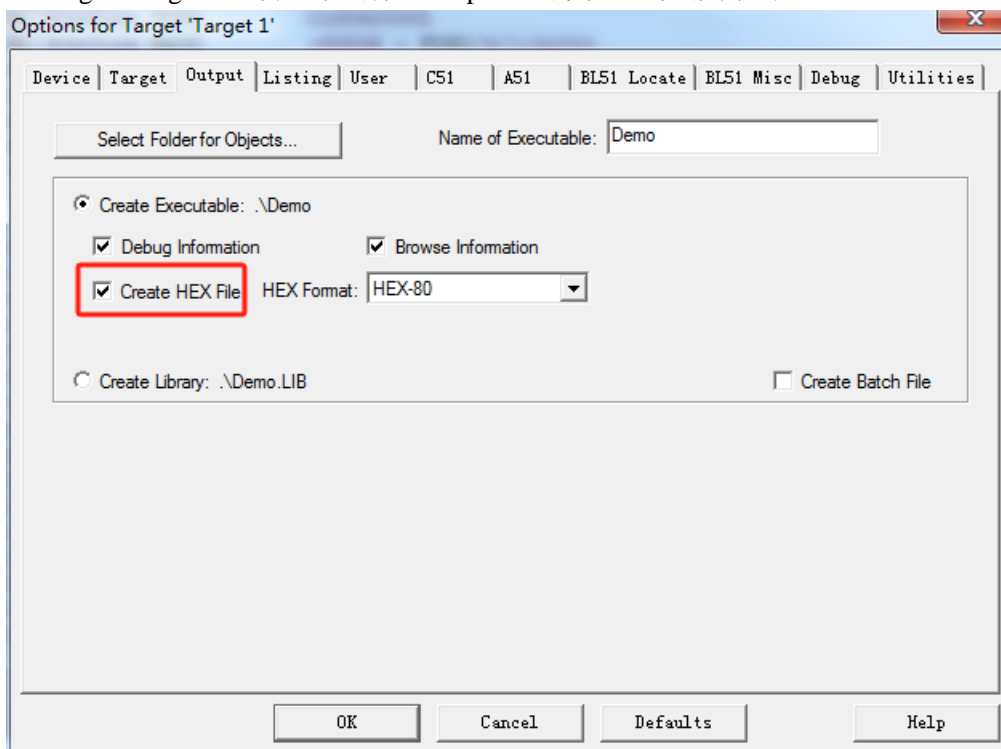 Options for Target 'Target 1'
Device Target Output Listing User C51 A51 BL51 Locate BL51 Misc Debug Utilities
Select Folder for Objects... Name of Executable: Demo
Create Executable: .\Demo
Debug Information Browse Information
Create HEX File HEX Format: HEX-80
Create Library: .\Demo.LIB Create Batch File
OK Cancel Defaults Help